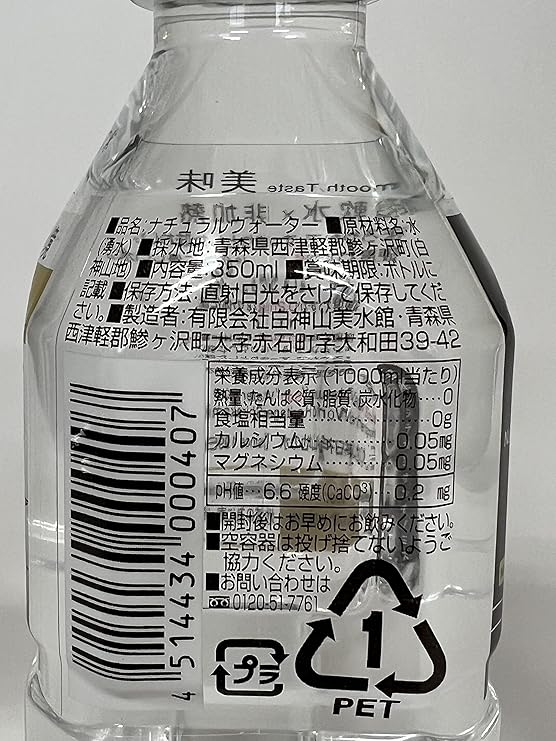 美味 Smooth Taste
軟水・非加熱
■品名:ナチュラルウォーター ■原材料名:水
(湧水) ■採水地:青森県西津軽郡鰺ヶ沢町(白
神山地) ■内容量:350ml ■賞味期限:ボトルに
記載 ■保存方法:直射日光をさけて保存してくだ
さい。■製造者:有限会社白神山美水館・青森県
西津軽郡鰺ヶ沢町大字赤石町字大和田39-42
栄養成分表示(1000ml当たり)
熱量、たんぱく質、脂質、炭水化物…0
食塩相当量………………0g
カルシウム………………0.05mg
マグネシウム……………0.05mg
pH値…6.6 硬度(CaCO³)…0.2 mg
■開封後はお早めにお飲みください。
■空容器は投げ捨てないようご
協力ください。
■お問い合わせは
0120-51-7761
4 514434 000407
プラ
1
PET